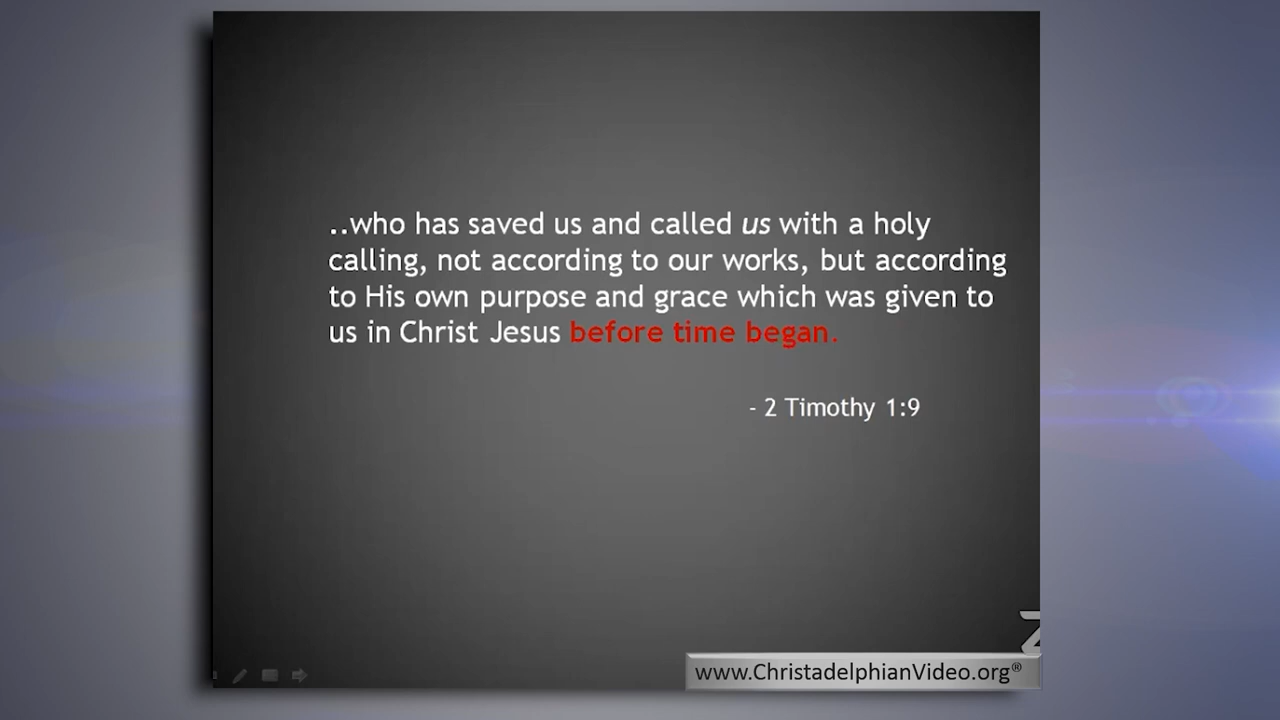 ..who has saved us and called us with a holy
calling, not according to our works, but according
to His own purpose and grace which was given to
us in Christ Jesus before time began.
- 2 Timothy 1:9
www.ChristadelphianVideo.org®